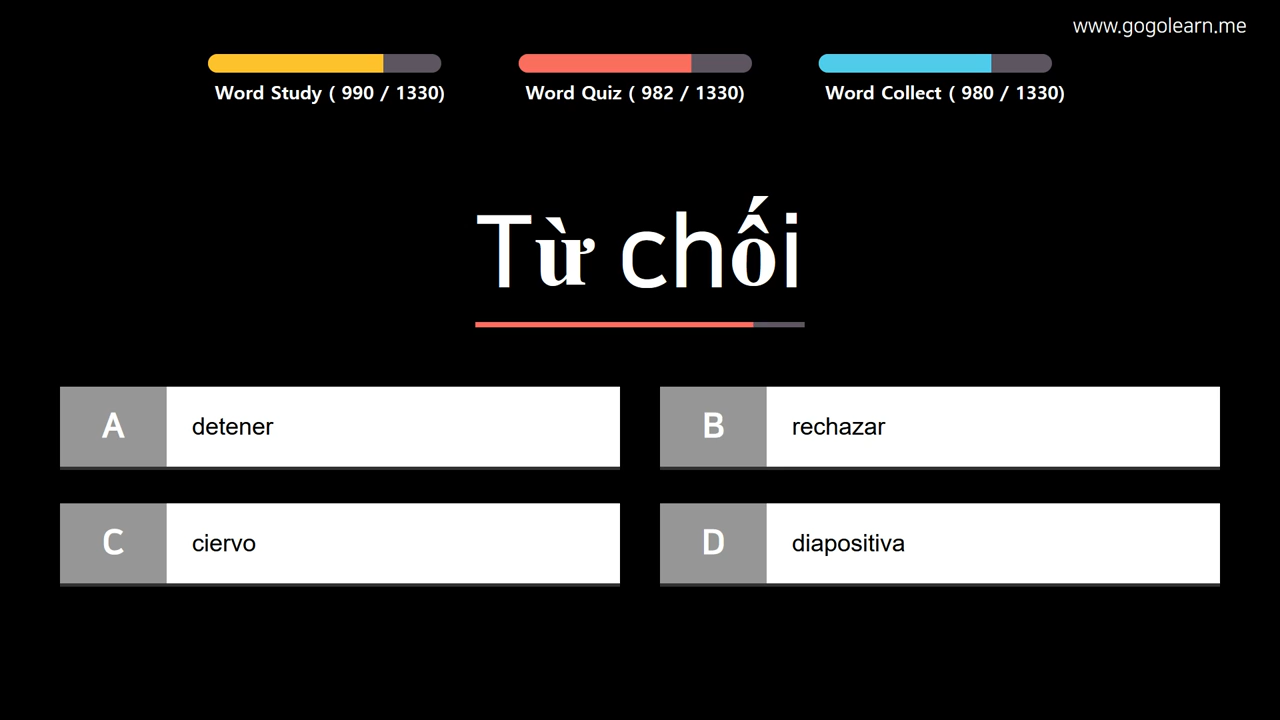 www.gogolearn.me
Word Study ( 990 / 1330)
Word Quiz ( 982 / 1330)
Word Collect ( 980 / 1330)
Từ chối
A detener
B rechazar
C ciervo
D diapositiva